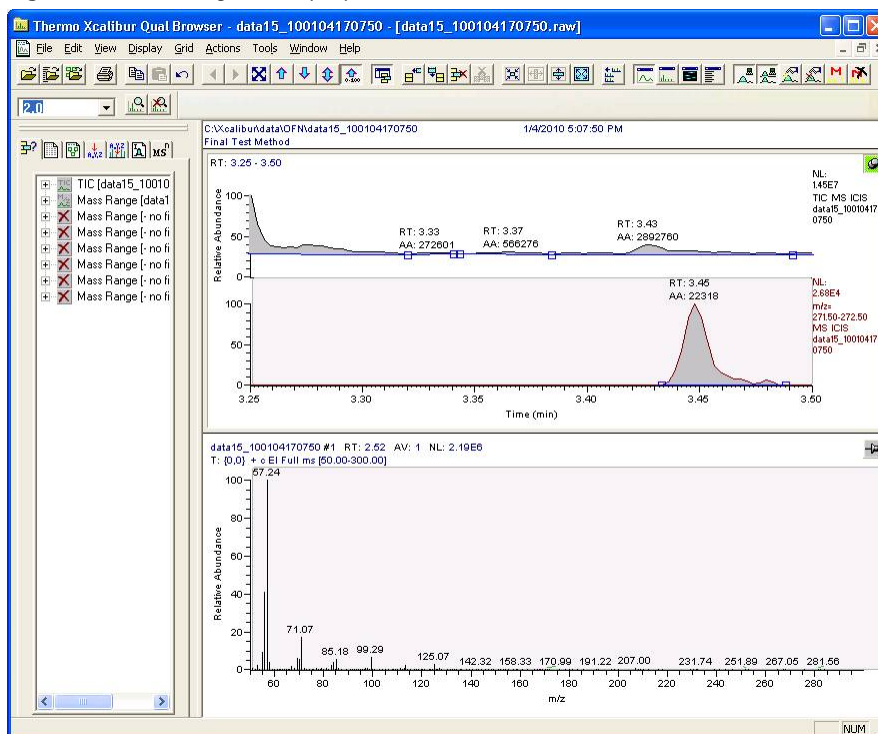 Thermo Xcalibur Qual Browser - data15_100104170750 - [data15_100104170750.raw]
File Edit View Display Grid Actions Tools Window Help
2.0
C:\Xcalibur\data\OFN\data15_100104170750 1/4/2010 5:07:50 PM
Final Test Method
TIC [data15_10010
Mass Range [data1
Mass Range [- no fi
Mass Range [- no fi
Mass Range [- no fi
Mass Range [- no fi
Mass Range [- no fi
Mass Range [- no fi
RT: 3.25 - 3.50
NL:
1.45E7
TIC MS ICIS
data15_10010417
0750
Relative Abundance
100
50
0
RT: 3.33
AA: 272601
RT: 3.37
AA: 566276
RT: 3.43
AA: 2892760
RT: 3.45
AA: 22318
NL:
2.68E4
m/z=
271.50-272.50
MS ICIS
data15_10010417
0750
100
50
0
3.25 3.30 3.35 3.40 3.45 3.50
Time (min)
data15_100104170750 #1 RT: 2.52 AV: 1 NL: 2.19E6
T: {0,0} + c EI Full ms [50.00-300.00]
Relative Abundance
100
80
60
40
20
0
57.24
71.07
85.18 99.29
125.07 142.32 158.33 170.99 191.22 207.00 231.74 251.89 267.05 281.56
60 80 100 120 140 160 180 200 220 240 260 280
m/z
NUM